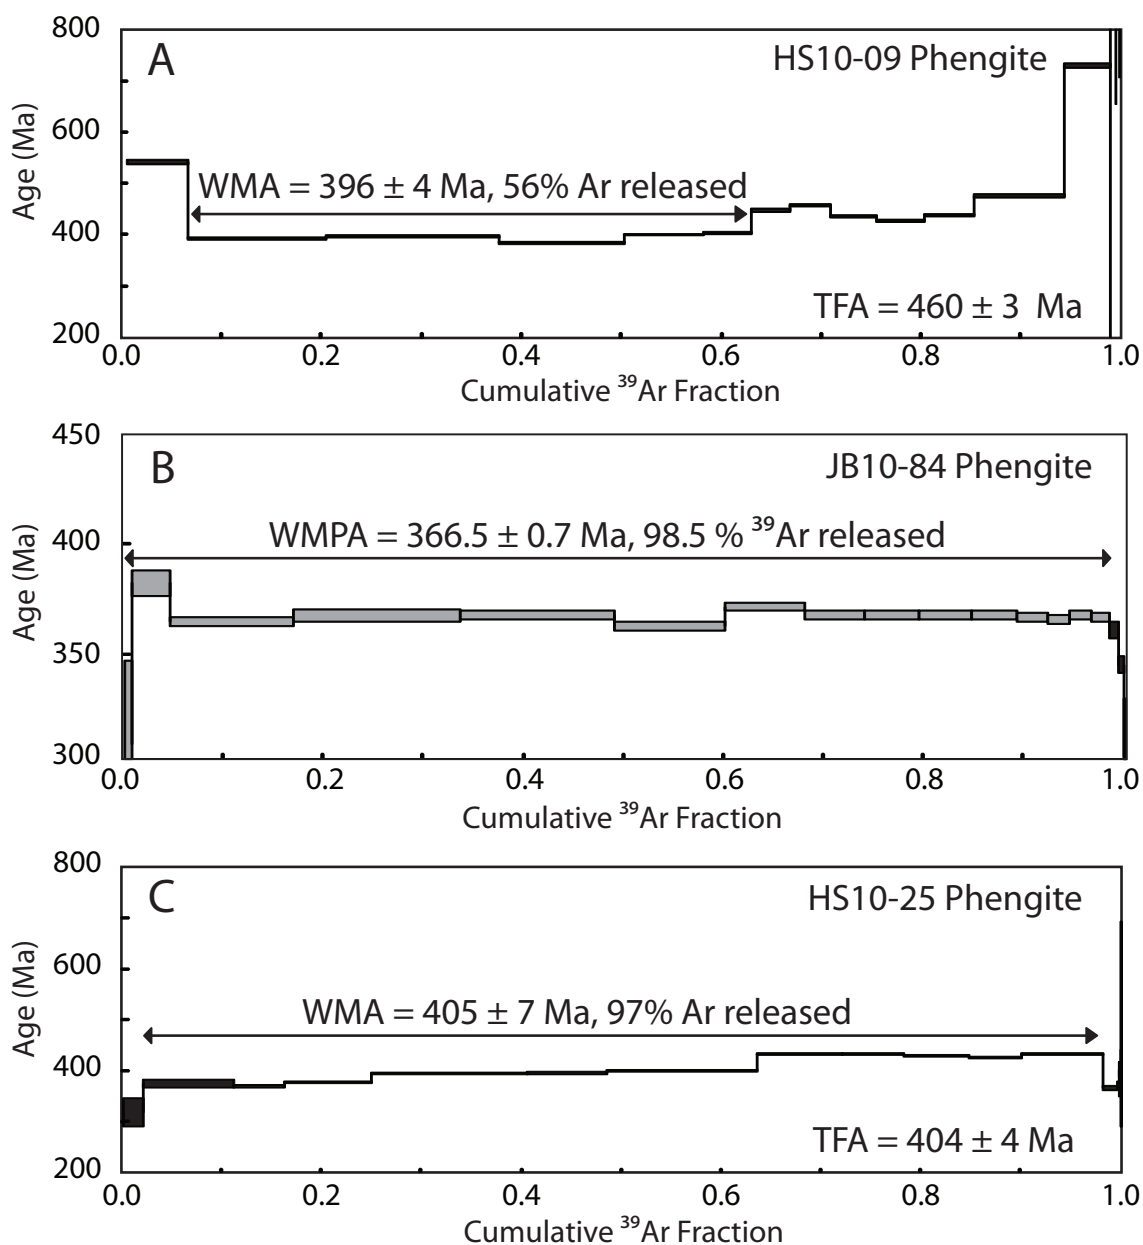 A
HS10-09 Phengite
800
600
400
200
Age (Ma)
WMA = 396 ± 4 Ma, 56% Ar released
TFA = 460 ± 3 Ma
0.0 0.2 0.4 0.6 0.8 1.0
Cumulative ³⁹Ar Fraction
B
JB10-84 Phengite
450
400
350
300
Age (Ma)
WMPA = 366.5 ± 0.7 Ma, 98.5 % ³⁹Ar released
0.0 0.2 0.4 0.6 0.8 1.0
Cumulative ³⁹Ar Fraction
C
HS10-25 Phengite
800
600
400
200
Age (Ma)
WMA = 405 ± 7 Ma, 97% Ar released
TFA = 404 ± 4 Ma
0.0 0.2 0.4 0.6 0.8 1.0
Cumulative ³⁹Ar Fraction